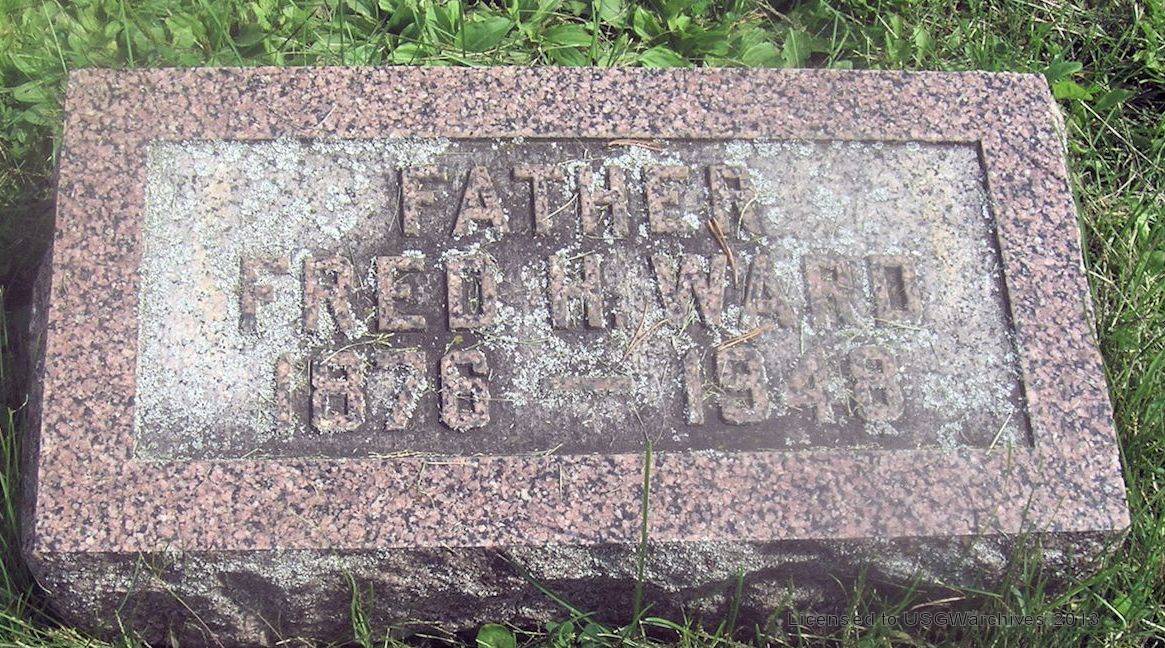 FATHER
FRED H. WARD
1876 — 1948
Licensed to USGWarchives 2013